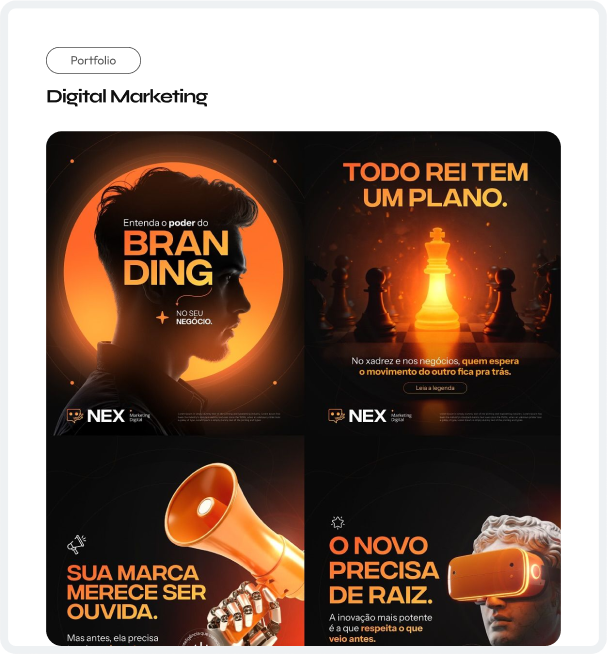 Portfolio
Digital Marketing
Entenda o poder do
BRAN
DING
NO SEU
NEGÓCIO.
NEX
Marketing
Digital
TODO REI TEM
UM PLANO.
No xadrez e nos negócios, quem espera
o movimento do outro fica pra trás.
Leia a legenda
NEX
Marketing
Digital
SUA MARCA
MERECE SER
OUVIDA.
Mas antes, ela precisa
O NOVO
PRECISA
DE RAIZ.
A inovação mais potente
é a que respeita o que
veio antes.